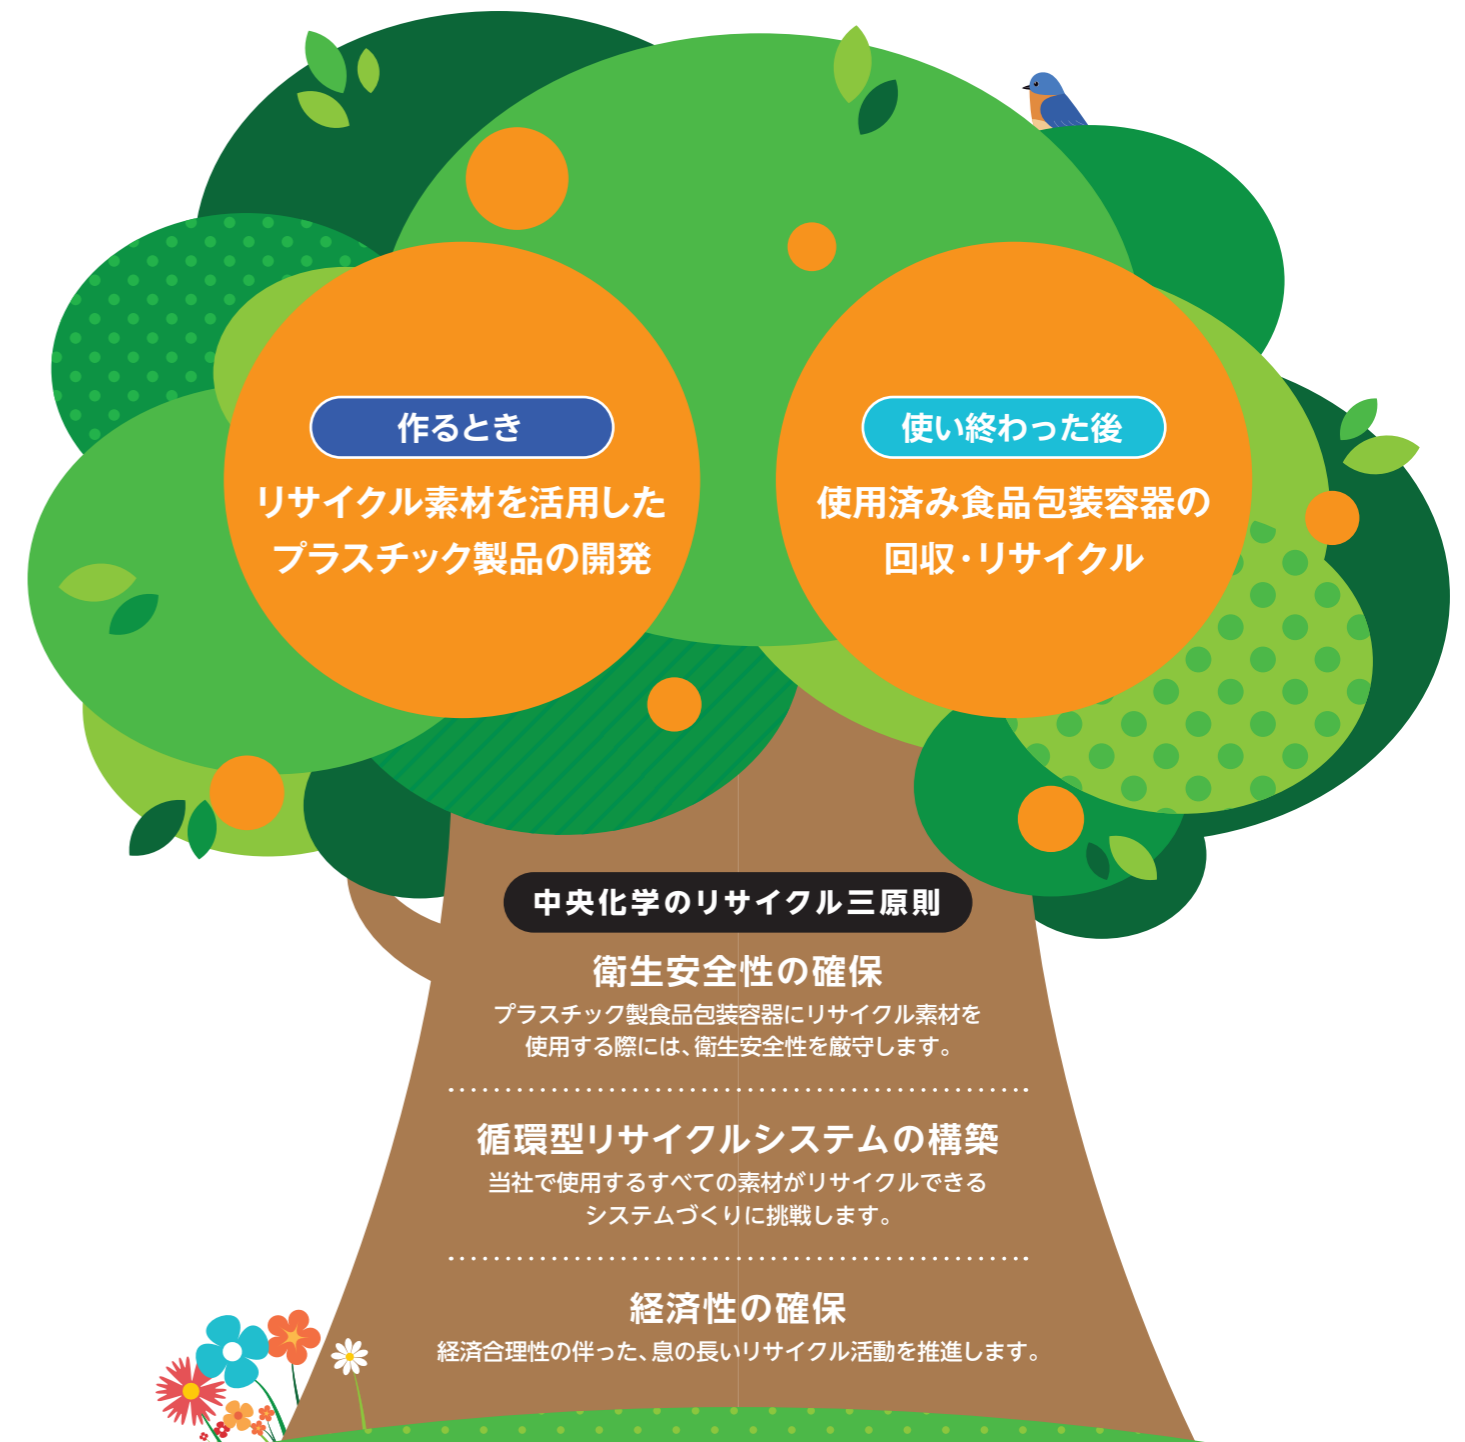 作るとき
リサイクル素材を活用した
プラスチック製品の開発
使い終わった後
使用済み食品包装容器の
回収・リサイクル
中央化学のリサイクル三原則
衛生安全性の確保
プラスチック製食品包装容器にリサイクル素材を
使用する際には、衛生安全性を厳守します。
循環型リサイクルシステムの構築
当社で使用するすべての素材がリサイクルできる
システムづくりに挑戦します。
経済性の確保
経済合理性の伴った、息の長いリサイクル活動を推進します。